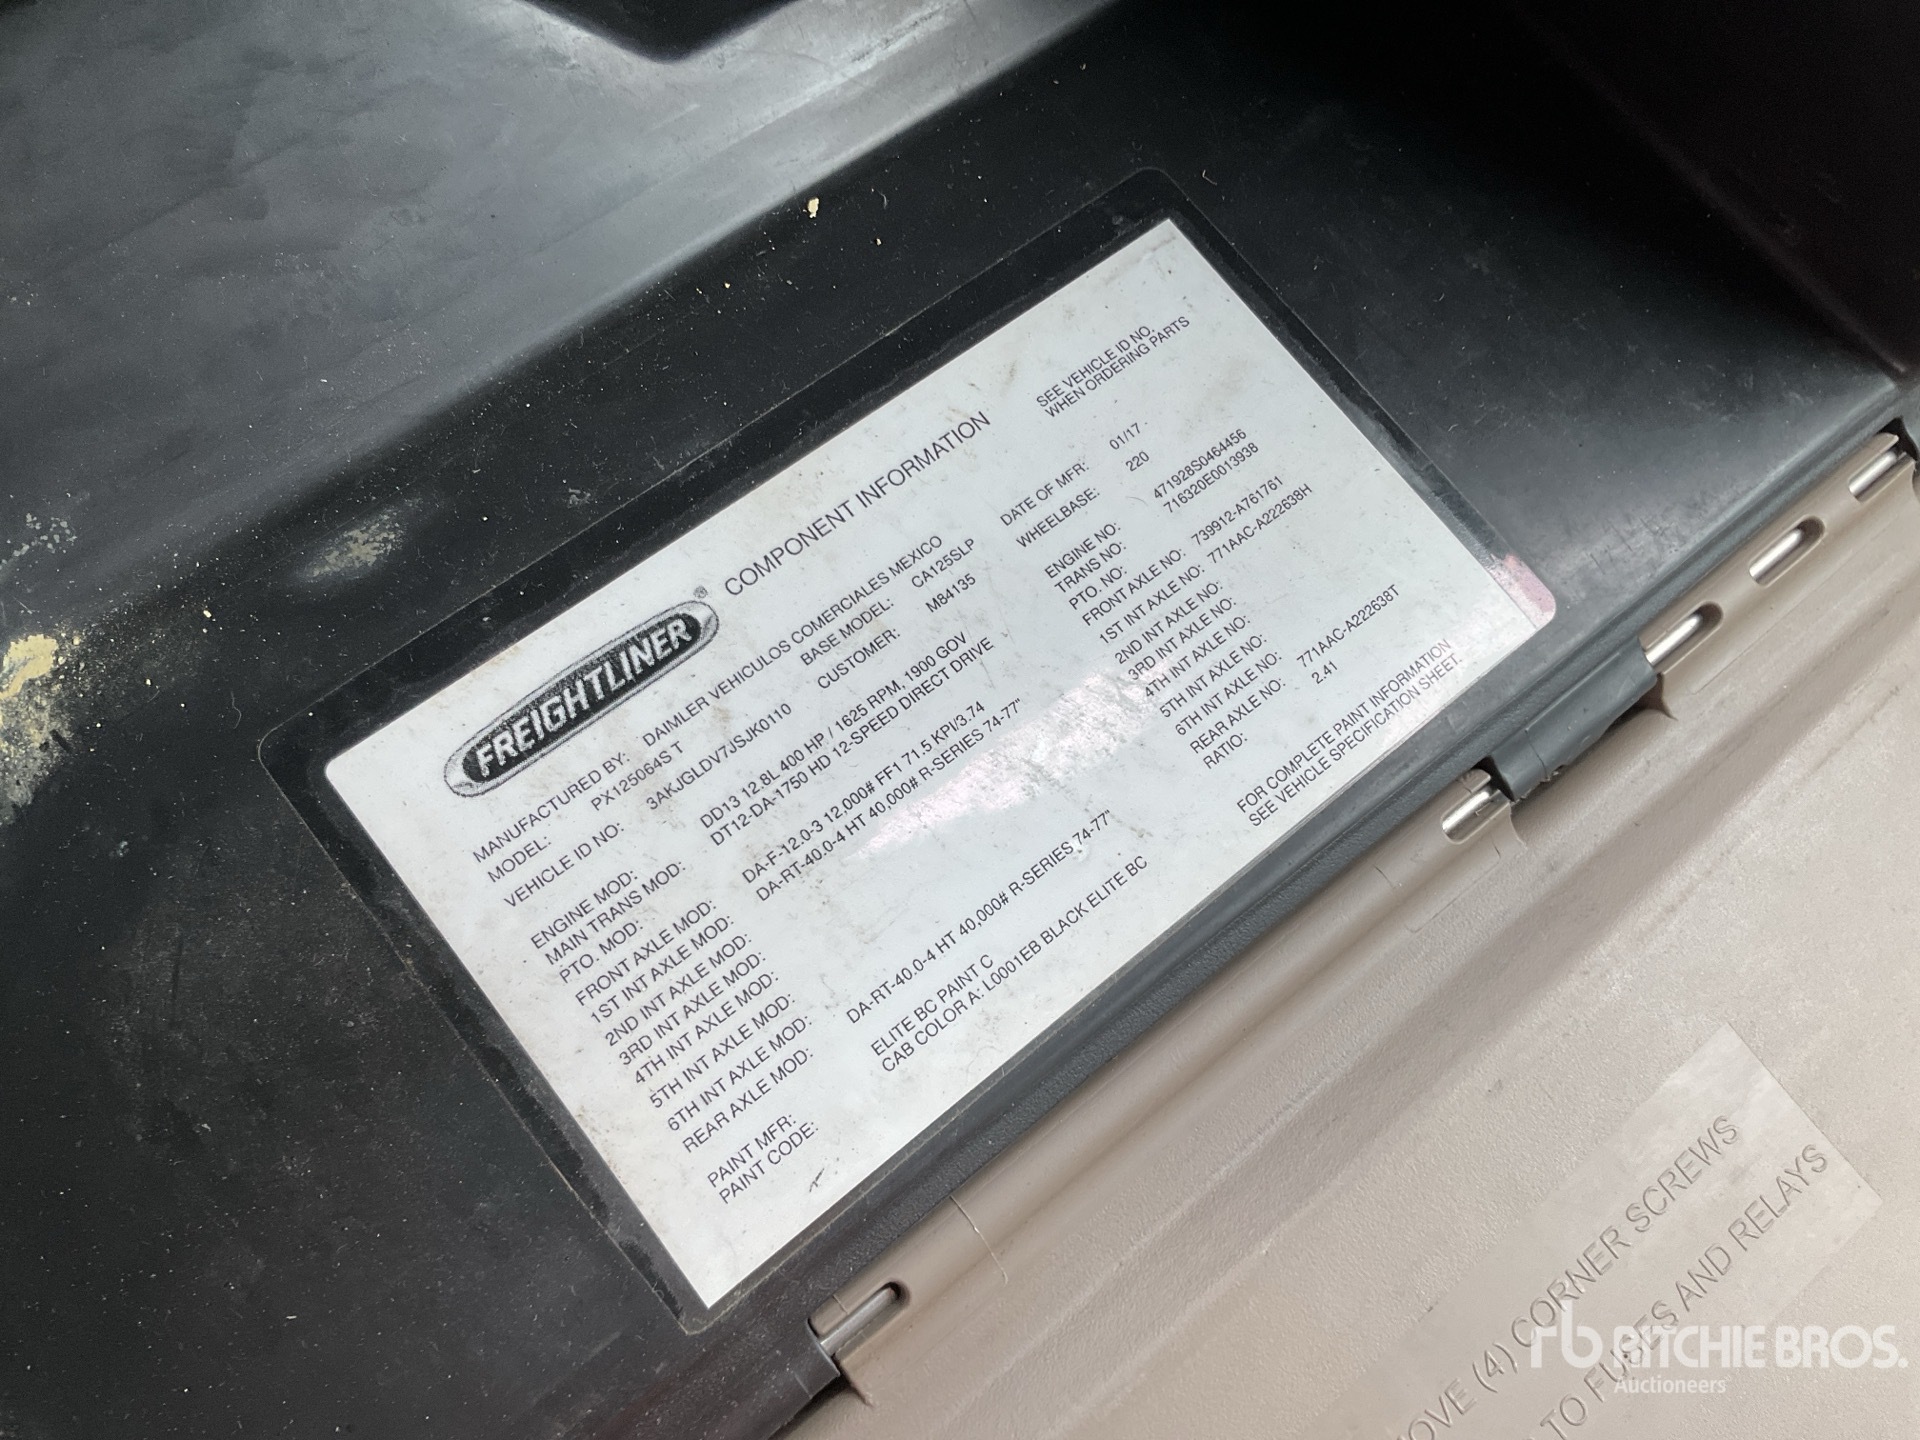 FREIGHTLINER®
COMPONENT INFORMATION
SEE VEHICLE ID NO.
WHEN ORDERING PARTS
MANUFACTURED BY: DAIMLER VEHICULOS COMERCIALES MEXICO
DATE OF MFR: 01/17
MODEL: PX125064S T
BASE MODEL: CA125SLP
WHEELBASE: 220
VEHICLE ID NO: 3AKJGLDV7JSJK0110
CUSTOMER: M84135
ENGINE MOD: DD13 12.8L 400 HP / 1625 RPM, 1900 GOV
ENGINE NO: 471928S0464456
MAIN TRANS MOD: DT12-DA-1750 HD 12-SPEED DIRECT DRIVE
TRANS NO: 716320E0013938
PTO. MOD:
PTO. NO:
FRONT AXLE MOD: DA-F-12.0-3 12,000# FF1 71.5 KPI/3.74
FRONT AXLE NO: 739912-A761761
1ST INT AXLE MOD: DA-RT-40.0-4 HT 40,000# R-SERIES 74-77"
1ST INT AXLE NO: 771AAC-A222638H
2ND INT AXLE MOD:
2ND INT AXLE NO:
3RD INT AXLE MOD:
3RD INT AXLE NO:
4TH INT AXLE MOD:
4TH INT AXLE NO:
5TH INT AXLE MOD:
5TH INT AXLE NO:
6TH INT AXLE MOD:
6TH INT AXLE NO:
REAR AXLE MOD: DA-RT-40.0-4 HT 40,000# R-SERIES 74-77"
REAR AXLE NO: 771AAC-A222638T
RATIO: 2.41
PAINT MFR: ELITE BC PAINT C
PAINT CODE: CAB COLOR A: L0001EB BLACK ELITE BC
FOR COMPLETE PAINT INFORMATION
SEE VEHICLE SPECIFICATION SHEET.
OVE (4) CORNER SCREWS
TO FUSES AND RELAYS
rb RITCHIE BROS.
Auctioneers